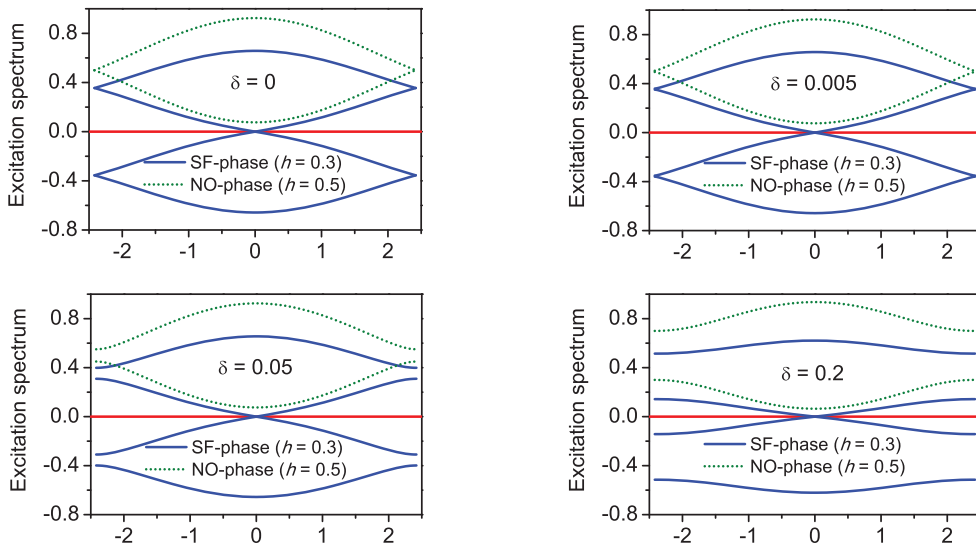 Excitation spectrum
0.8
0.4
0.0
-0.4
-0.8
δ = 0
SF-phase (h = 0.3)
NO-phase (h = 0.5)
-2 -1 0 1 2
Excitation spectrum
0.8
0.4
0.0
-0.4
-0.8
δ = 0.005
SF-phase (h = 0.3)
NO-phase (h = 0.5)
-2 -1 0 1 2
Excitation spectrum
0.8
0.4
0.0
-0.4
-0.8
δ = 0.05
SF-phase (h = 0.3)
NO-phase (h = 0.5)
-2 -1 0 1 2
Excitation spectrum
0.8
0.4
0.0
-0.4
-0.8
δ = 0.2
SF-phase (h = 0.3)
NO-phase (h = 0.5)
-2 -1 0 1 2